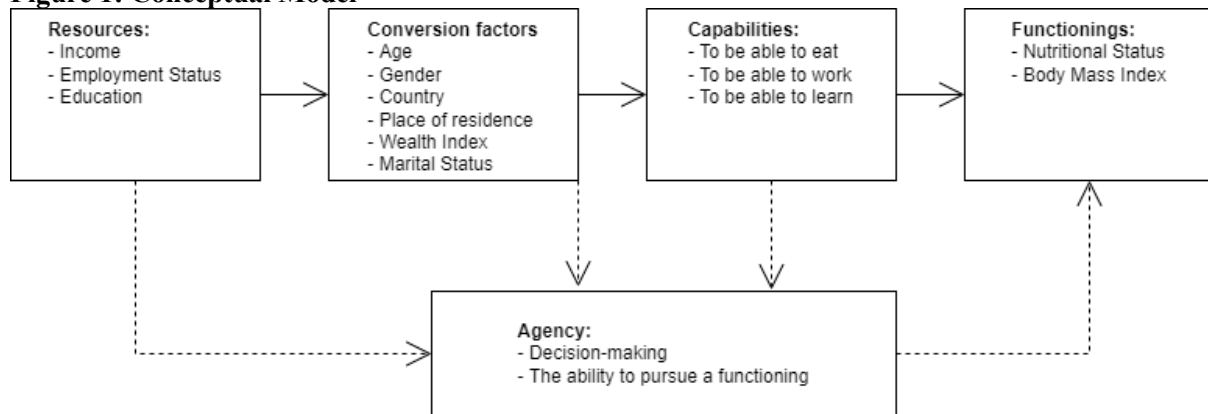 Figure 1: Conceptual Model
Resources:
- Income
- Employment Status
- Education
Conversion factors
- Age
- Gender
- Country
- Place of residence
- Wealth Index
- Marital Status
Capabilities:
- To be able to eat
- To be able to work
- To be able to learn
Functionings:
- Nutritional Status
- Body Mass Index
Agency:
- Decision-making
- The ability to pursue a functioning